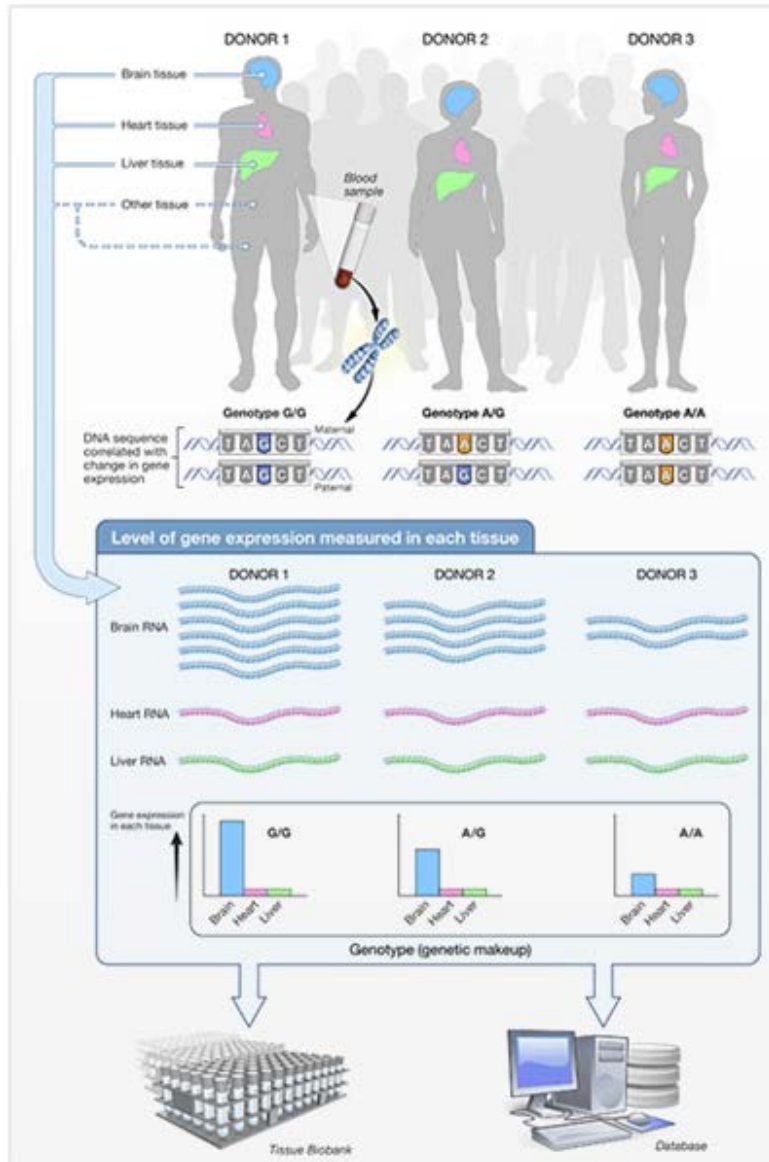 DONOR 1
DONOR 2
DONOR 3
Brain tissue
Heart tissue
Liver tissue
Other tissue
Blood
sample
Genotype G/G
Genotype A/G
Genotype A/A
Maternal
DNA sequence
correlated with
change in gene
expression
T A G C T
T A A C T
T A A C T
T A G C T
T A G C T
T A A C T
Paternal
Level of gene expression measured in each tissue
DONOR 1
DONOR 2
DONOR 3
Brain RNA
Heart RNA
Liver RNA
Gene expression
in each tissue
G/G
A/G
A/A
Brain
Heart
Liver
Brain
Heart
Liver
Brain
Heart
Liver
Genotype (genetic makeup)
Tissue Biobank
Database